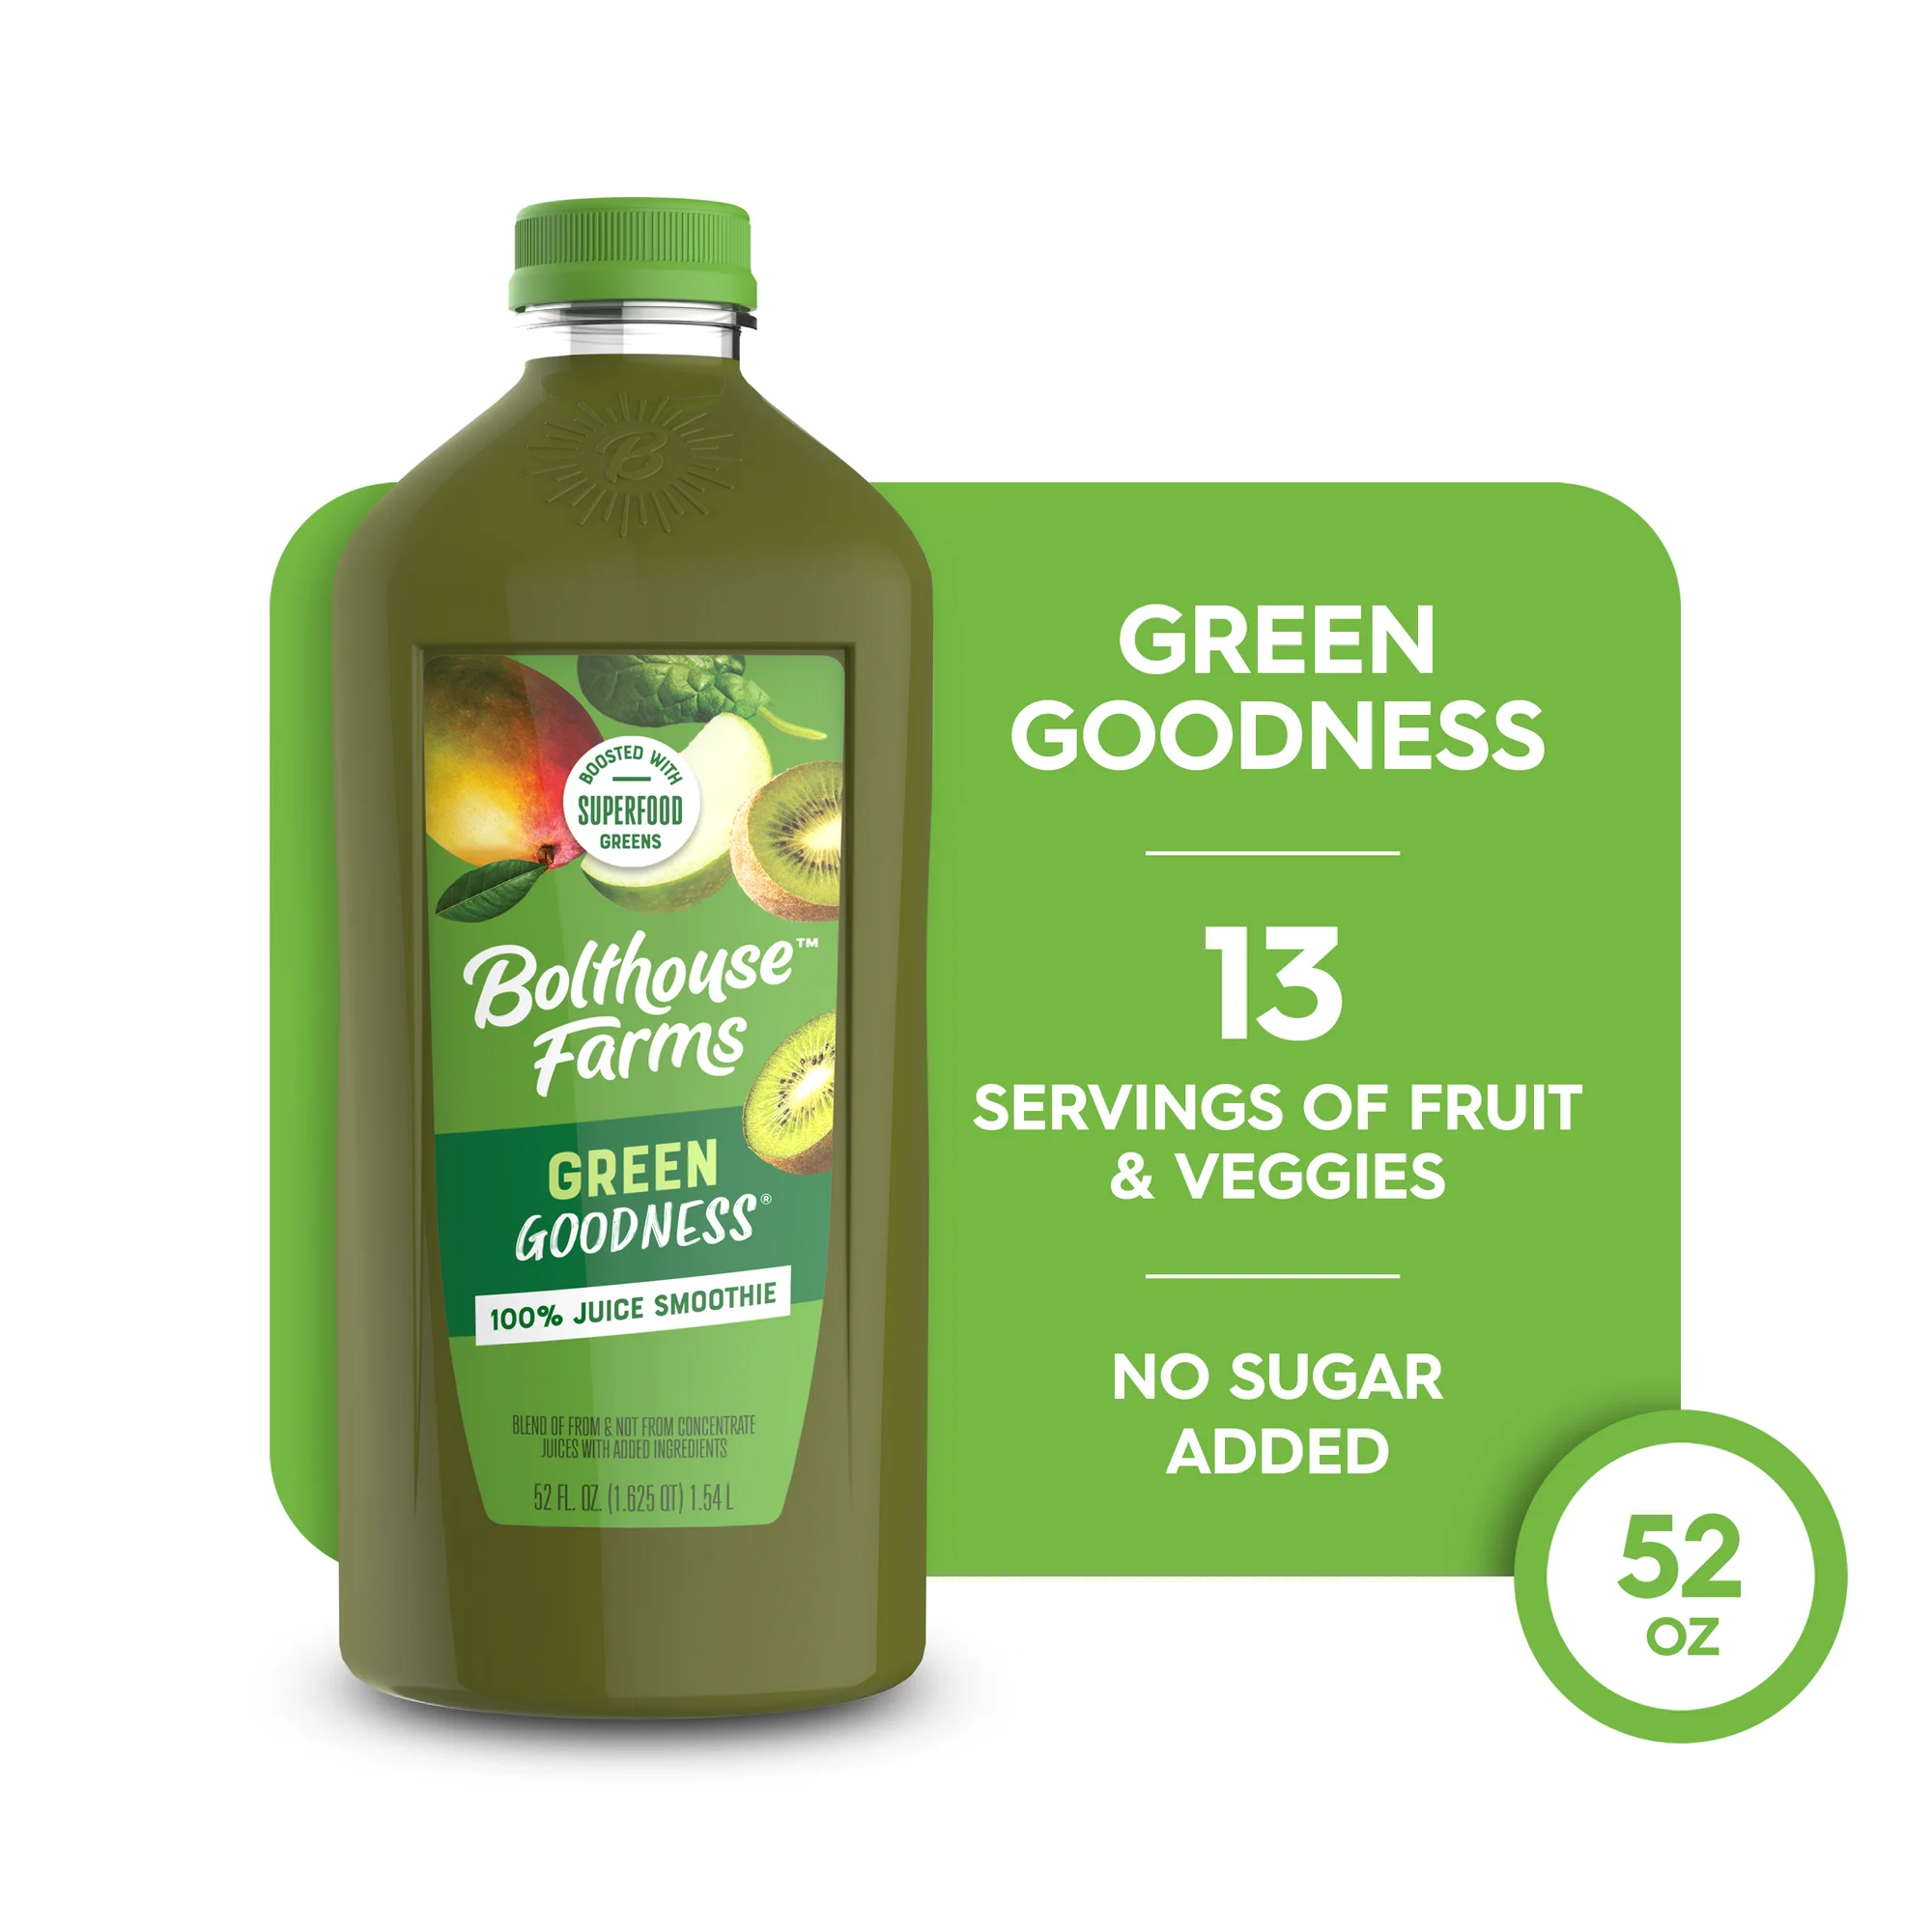 B
BOOSTED WITH
SUPERFOOD
GREENS
Bolthouse™
Farms
GREEN
GOODNESS®
100% JUICE SMOOTHIE
BLEND OF FROM & NOT FROM CONCENTRATE
JUICES WITH ADDED INGREDIENTS
52 FL. OZ. (1.625 QT) 1.54 L
GREEN
GOODNESS
13
SERVINGS OF FRUIT
& VEGGIES
NO SUGAR
ADDED
52
OZ